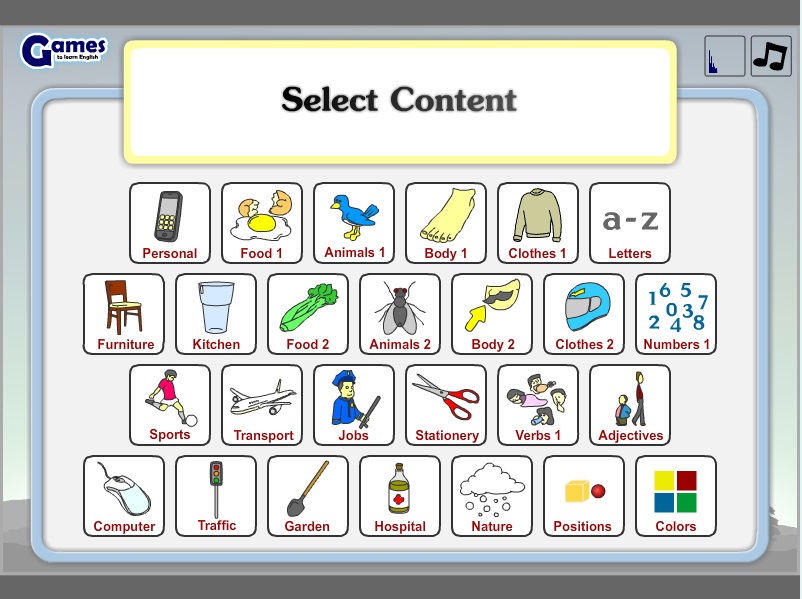 Games
to learn English
Select Content
Personal
Food 1
Animals 1
Body 1
Clothes 1
a-z
Letters
Furniture
Kitchen
Food 2
Animals 2
Body 2
Clothes 2
1 6 5 7
0 3
2 4 8
Numbers 1
Sports
Transport
Jobs
Stationery
Verbs 1
Adjectives
Computer
Traffic
Garden
Hospital
Nature
Positions
Colors